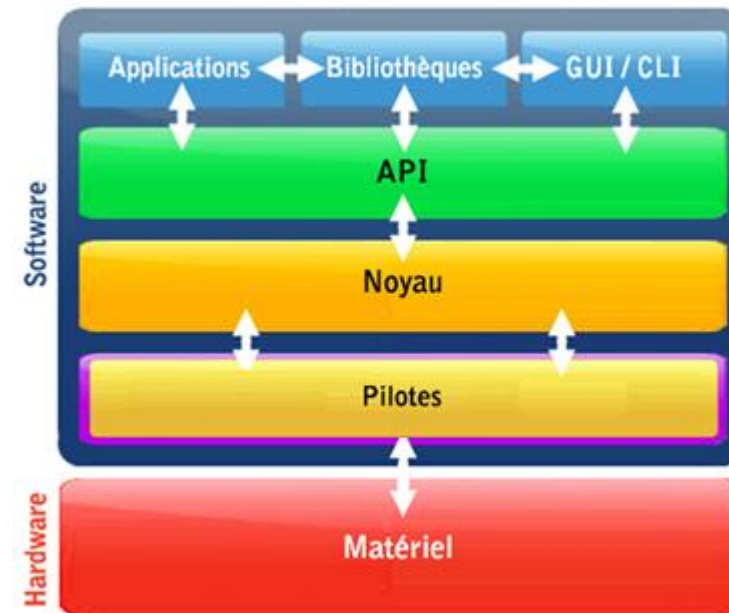 Applications
Bibliothèques
GUI / CLI
API
Noyau
Pilotes
Matériel
Software
Hardware